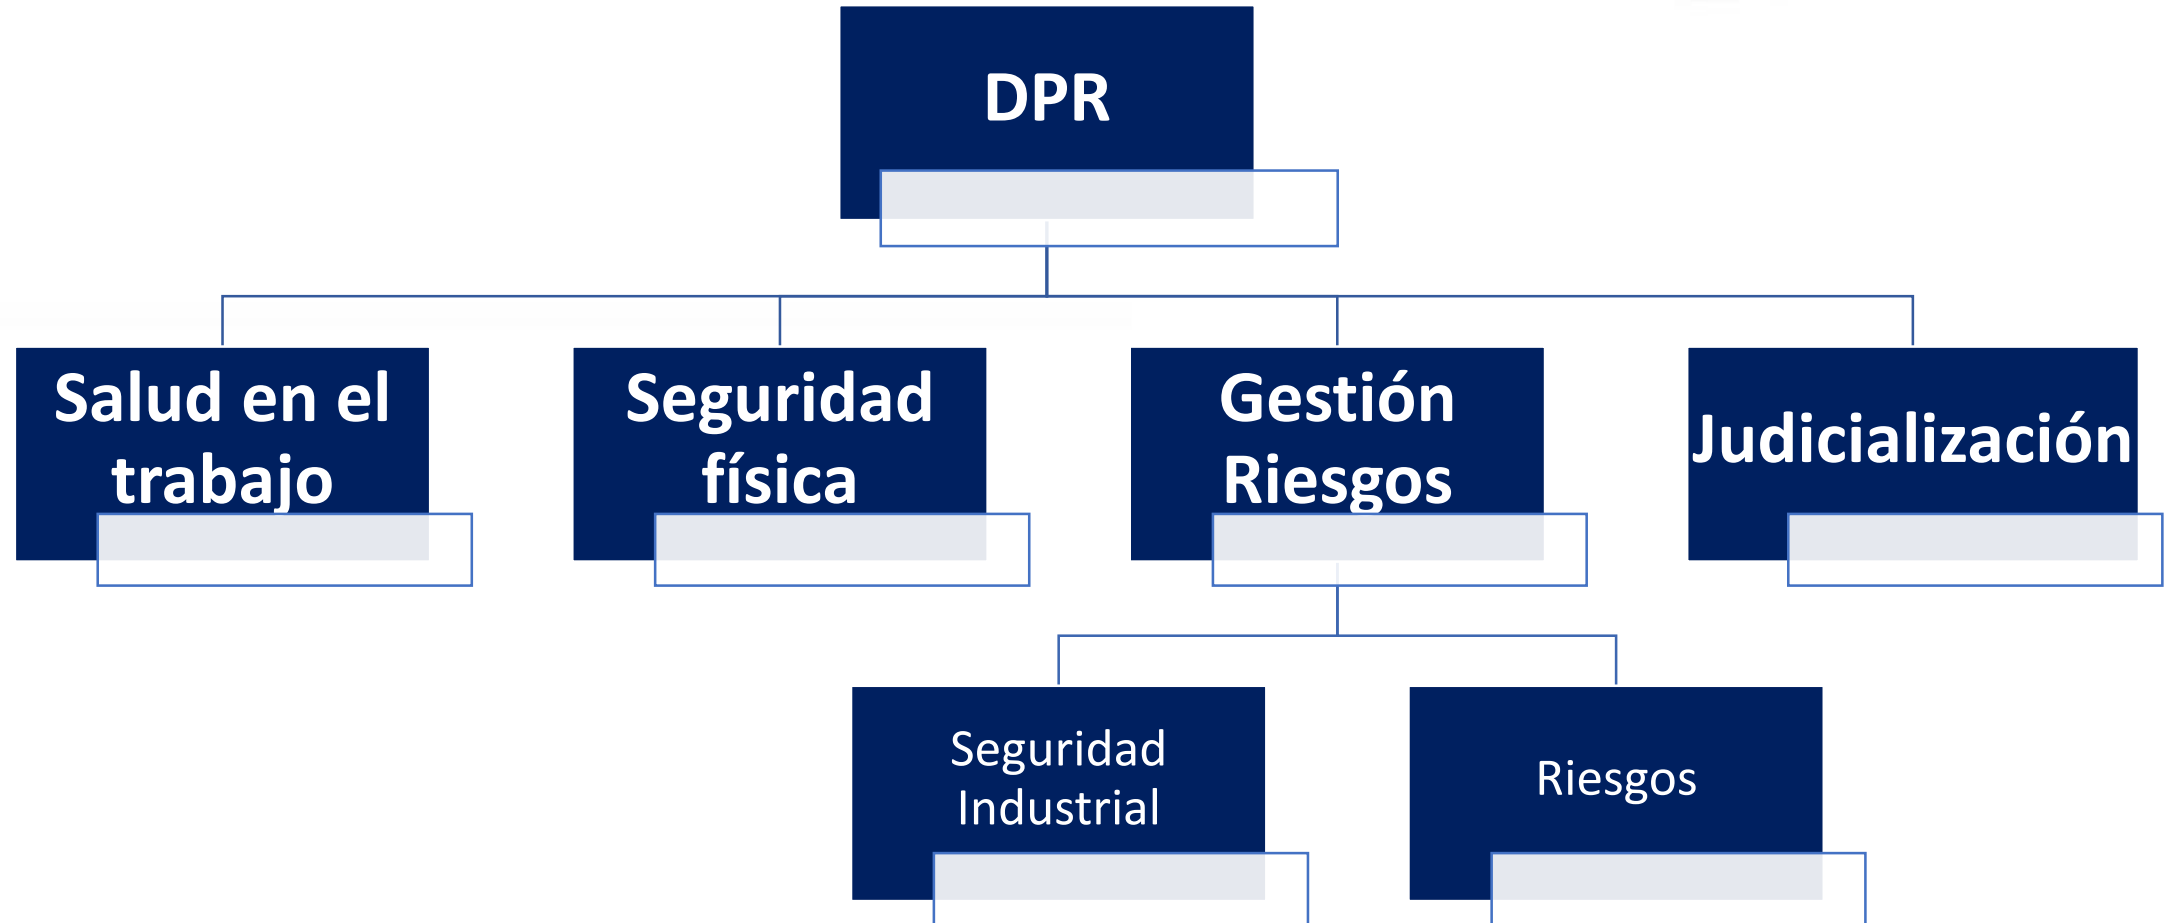 DPR
Salud en el
trabajo
Seguridad
física
Gestión
Riesgos
Judicialización
Seguridad
Industrial
Riesgos